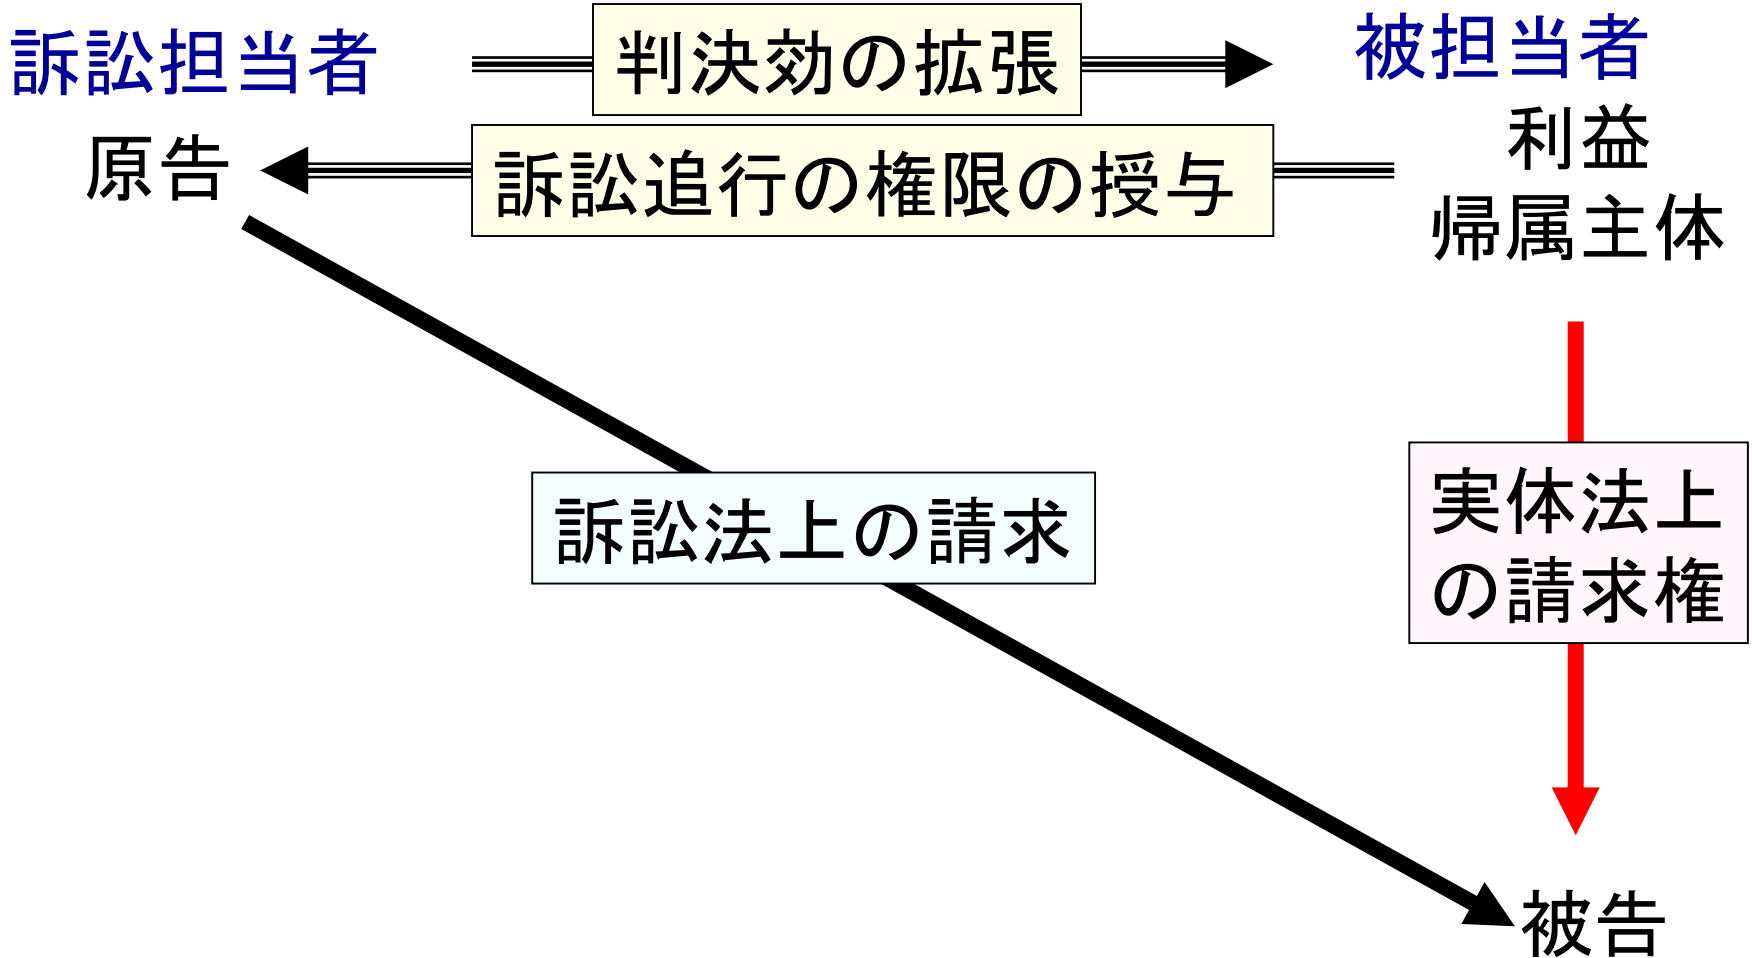 訴訟担当者
判決効の拡張
被担当者
原告
訴訟追行の権限の授与
利益
帰属主体
訴訟法上の請求
実体法上
の請求権
被告